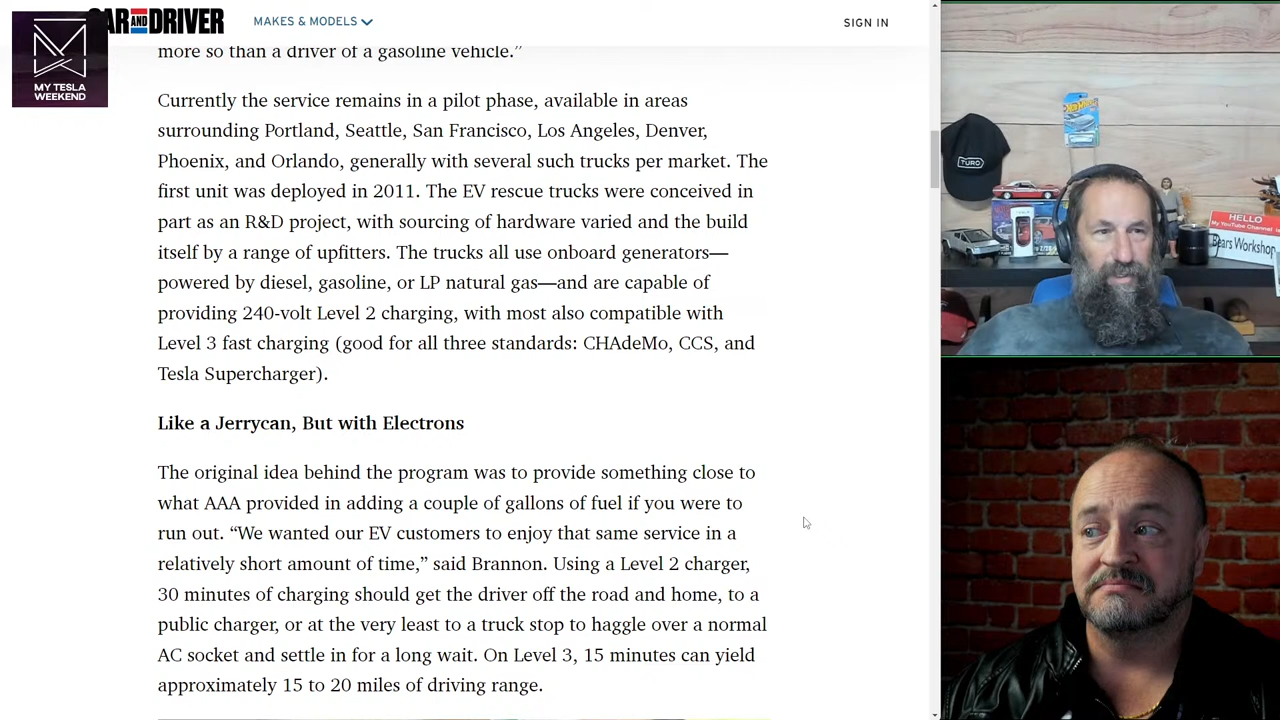 CAR AND DRIVER
MAKES & MODELS
SIGN IN
MY TESLA
WEEKEND
more so than a driver of a gasoline vehicle.”
Currently the service remains in a pilot phase, available in areas
surrounding Portland, Seattle, San Francisco, Los Angeles, Denver,
Phoenix, and Orlando, generally with several such trucks per market. The
first unit was deployed in 2011. The EV rescue trucks were conceived in
part as an R&D project, with sourcing of hardware varied and the build
itself by a range of upfitters. The trucks all use onboard generators—
powered by diesel, gasoline, or LP natural gas—and are capable of
providing 240-volt Level 2 charging, with most also compatible with
Level 3 fast charging (good for all three standards: CHAdeMo, CCS, and
Tesla Supercharger).
Like a Jerrycan, But with Electrons
The original idea behind the program was to provide something close to
what AAA provided in adding a couple of gallons of fuel if you were to
run out. “We wanted our EV customers to enjoy that same service in a
relatively short amount of time,” said Brannon. Using a Level 2 charger,
30 minutes of charging should get the driver off the road and home, to a
public charger, or at the very least to a truck stop to haggle over a normal
AC socket and settle in for a long wait. On Level 3, 15 minutes can yield
approximately 15 to 20 miles of driving range.
Hot Wheels
TURO
HELLO
My YouTube Channel is
Bears Workshop